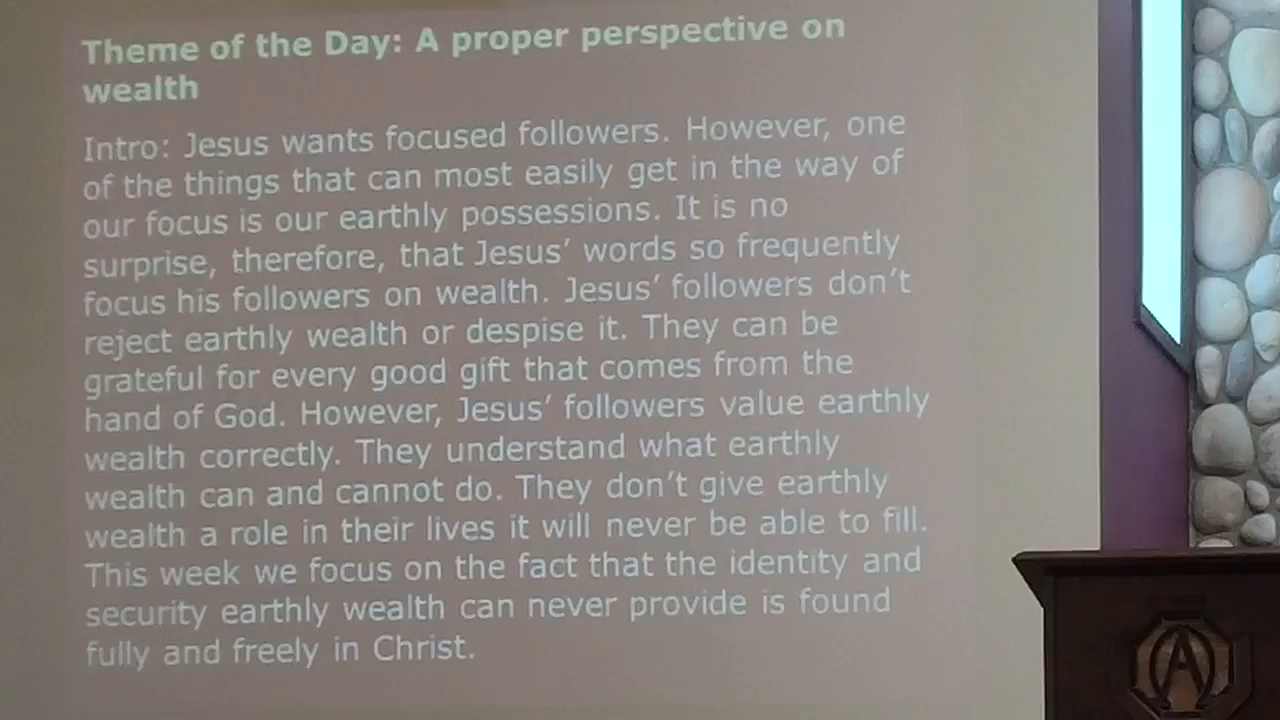 Theme of the Day: A proper perspective on
wealth
Intro: Jesus wants focused followers. However, one
of the things that can most easily get in the way of
our focus is our earthly possessions. It is no
surprise, therefore, that Jesus’ words so frequently
focus his followers on wealth. Jesus’ followers don’t
reject earthly wealth or despise it. They can be
grateful for every good gift that comes from the
hand of God. However, Jesus’ followers value earthly
wealth correctly. They understand what earthly
wealth can and cannot do. They don’t give earthly
wealth a role in their lives it will never be able to fill.
This week we focus on the fact that the identity and
security earthly wealth can never provide is found
fully and freely in Christ.